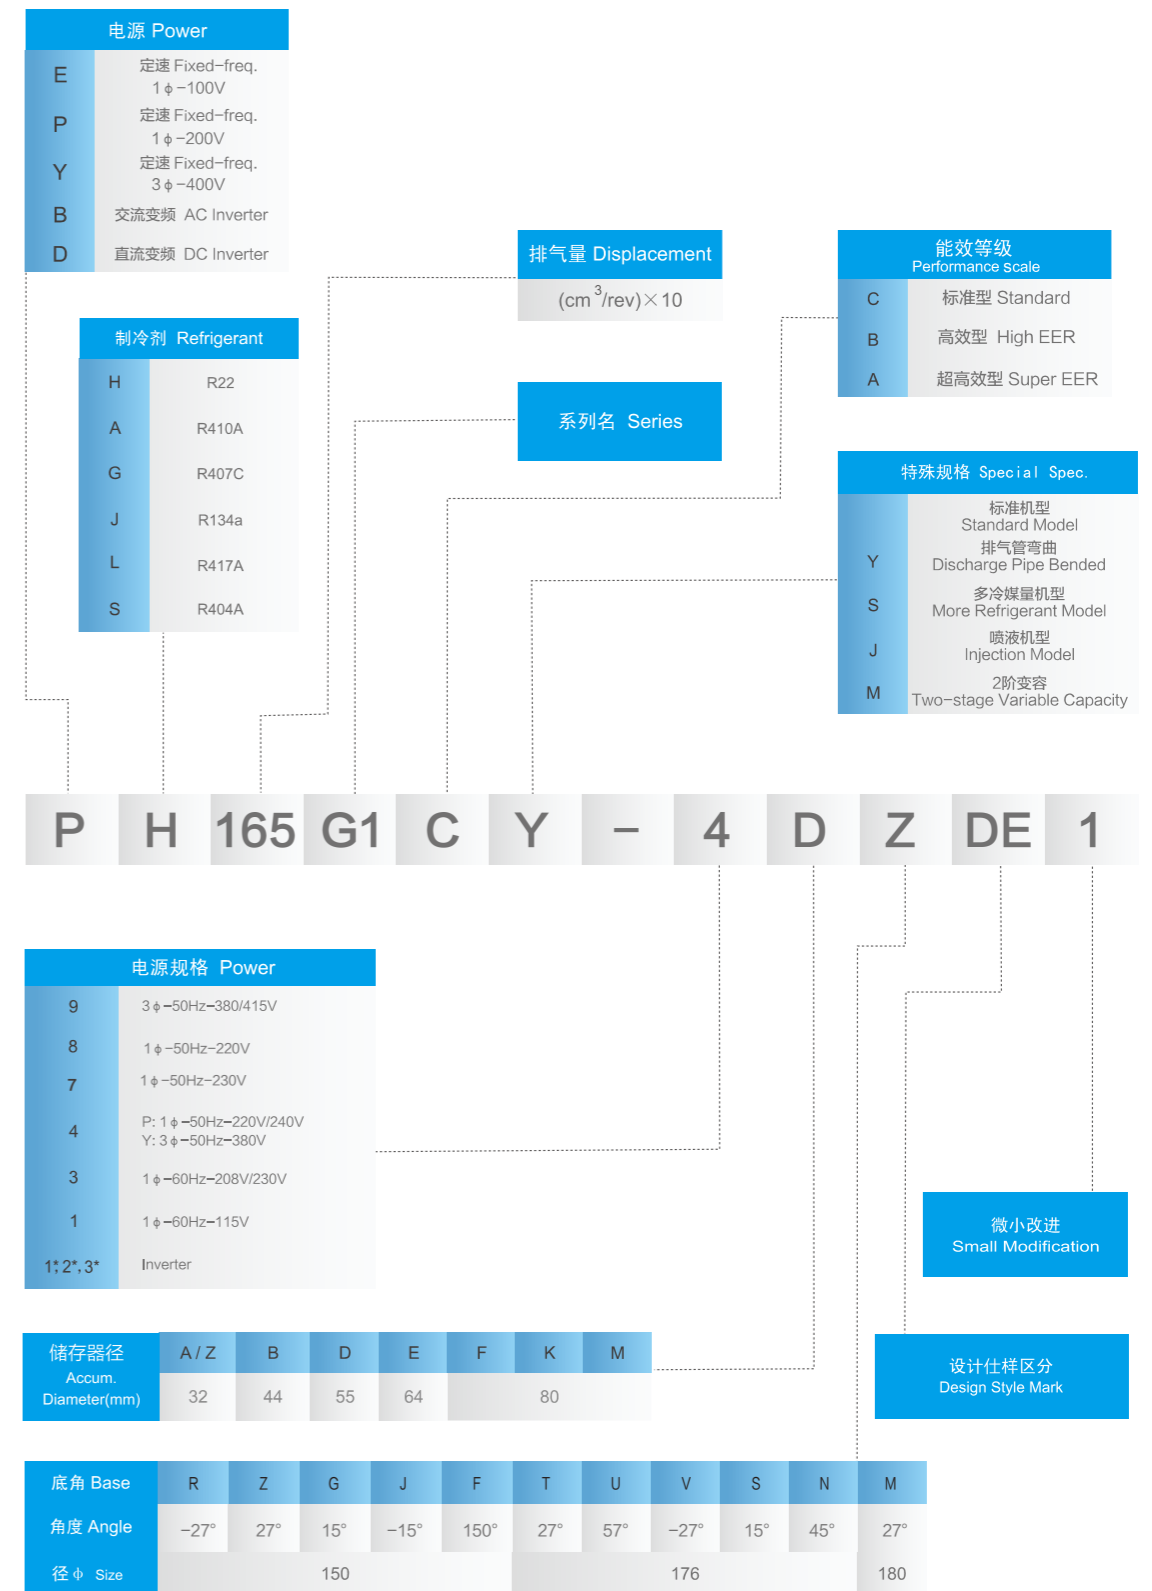 电源 Power
E
定速 Fixed-freq.
1ϕ-100V
P
定速 Fixed-freq.
1ϕ-200V
Y
定速 Fixed-freq.
3ϕ-400V
B 交流变频 AC Inverter
D 直流变频 DC Inverter
制冷剂 Refrigerant
H R22
A R410A
G R407C
J R134a
L R417A
S R404A
排气量 Displacement
(cm³/rev)×10
系列名 Series
能效等级
Performance scale
C 标准型 Standard
B 高效型 High EER
A 超高效型 Super EER
特殊规格 Special Spec.
标准机型
Standard Model
Y
排气管弯曲
Discharge Pipe Bended
S
多冷媒量机型
More Refrigerant Model
J
喷液机型
Injection Model
M
2阶变容
Two-stage Variable Capacity
P H 165 G1 C Y - 4 D Z DE 1
电源规格 Power
9 3ϕ-50Hz-380/415V
8 1ϕ-50Hz-220V
7 1ϕ-50Hz-230V
4
P: 1ϕ-50Hz-220V/240V
Y: 3ϕ-50Hz-380V
3 1ϕ-60Hz-208V/230V
1 1ϕ-60Hz-115V
1*, 2*, 3* Inverter
微小改进
Small Modification
设计仕样区分
Design Style Mark
储存器径
Accum.
Diameter(mm)
A/Z B D E F K M
32 44 55 64 80
底角 Base R Z G J F T U V S N M
角度 Angle -27° 27° 15° -15° 150° 27° 57° -27° 15° 45° 27°
径 ϕ Size 150 176 180